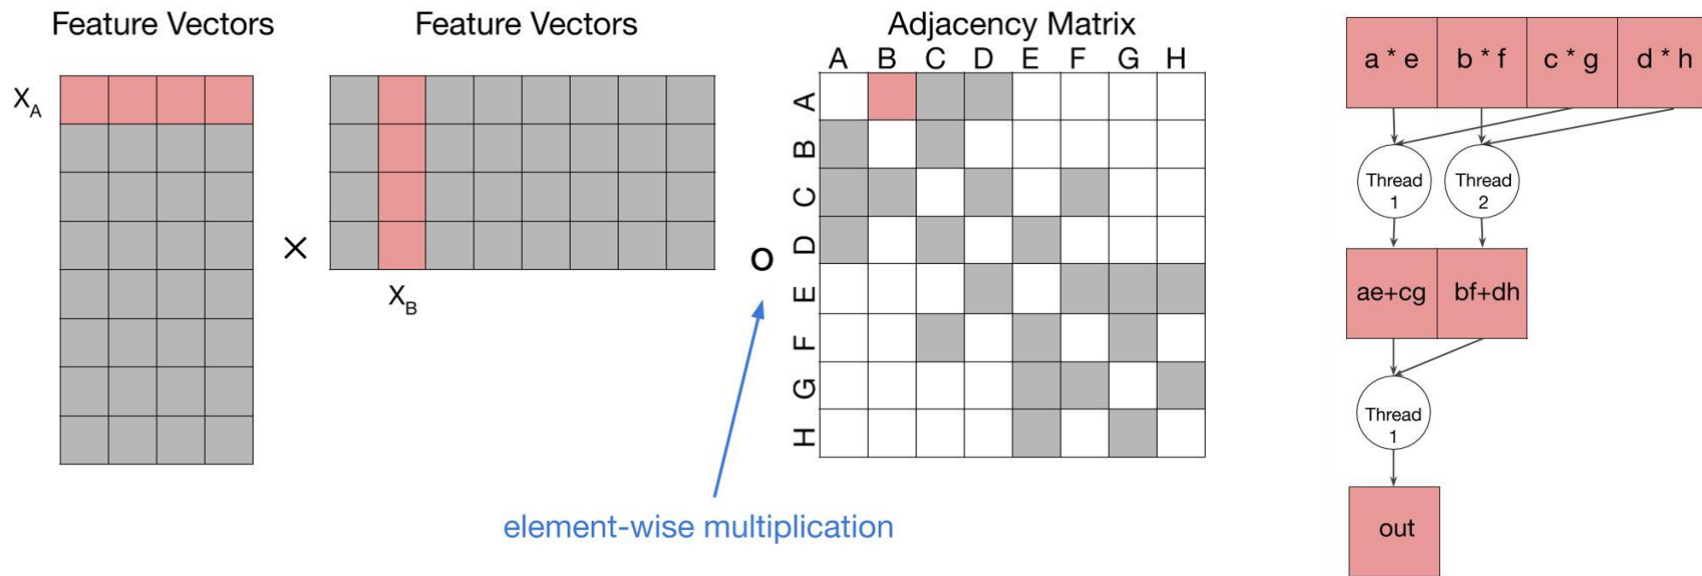 Feature Vectors
Feature Vectors
Adjacency Matrix
A B C D E F G H
X_A
A
B
C
D
E
F
G
H
×
o
X_B
element-wise multiplication
a * e
b * f
c * g
d * h
Thread
1
Thread
2
ae+cg
bf+dh
Thread
1
out